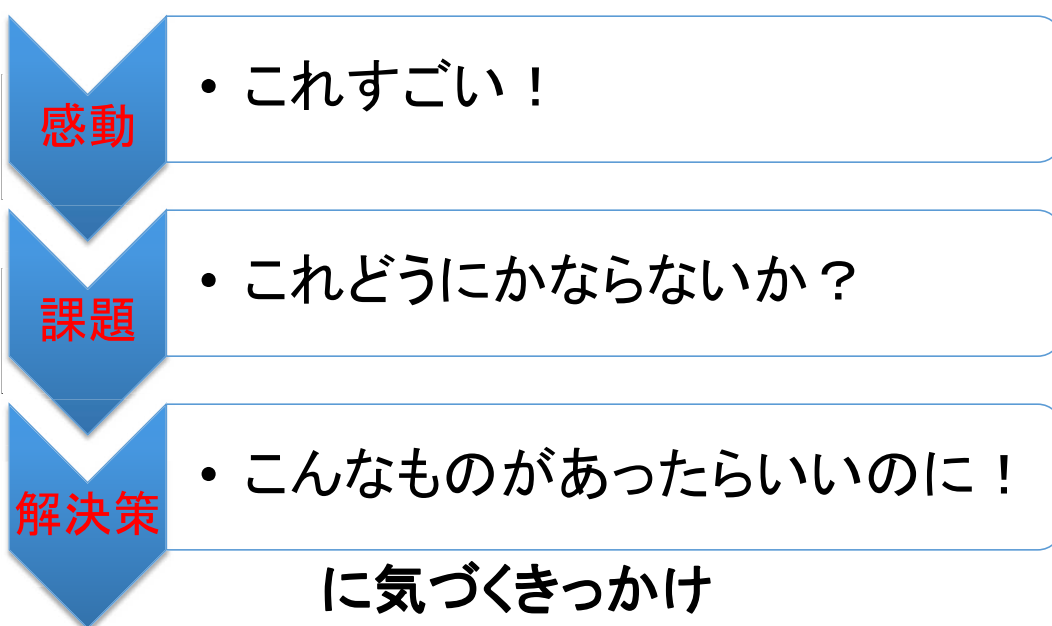 感動
• これすごい！
課題
• これどうにかならないか？
解決策
• こんなものがあったらいいのに！
に気づくきっかけ